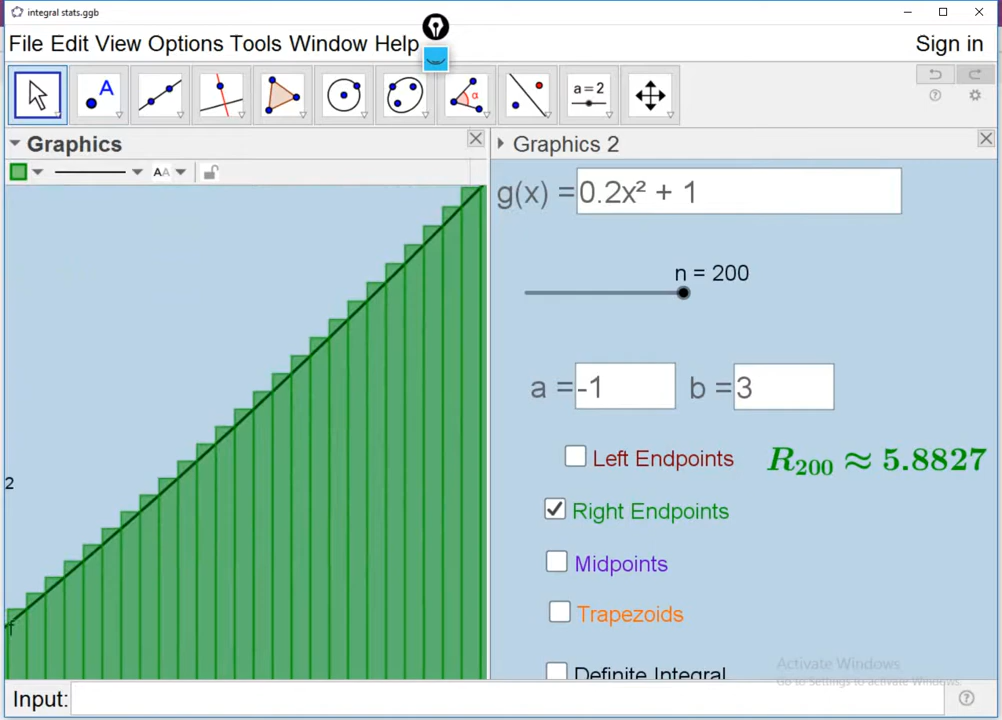 integral stats.ggb
File Edit View Options Tools Window Help
Sign in
A
α
a = 2
Graphics
Graphics 2
AA
g(x) = 0.2x² + 1
n = 200
a = -1 b = 3
2
Left Endpoints
R₂₀₀ ≈ 5.8827
Right Endpoints
Midpoints
f
Trapezoids
Definite Integral
Activate Windows
Go to Settings to activate Windows.
Input: